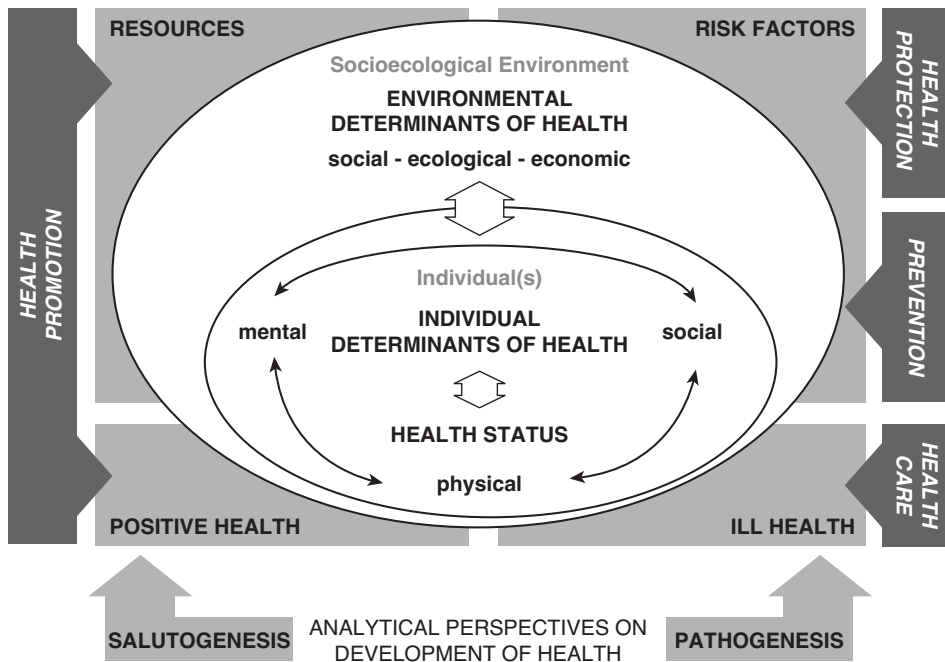 RESOURCES
RISK FACTORS
Socioecological Environment
ENVIRONMENTAL
DETERMINANTS OF HEALTH
social - ecological - economic
HEALTH
PROTECTION
HEALTH
PROMOTION
Individual(s)
mental
INDIVIDUAL
DETERMINANTS OF HEALTH
social
PREVENTION
HEALTH STATUS
physical
HEALTH
CARE
POSITIVE HEALTH
ILL HEALTH
SALUTOGENESIS
ANALYTICAL PERSPECTIVES ON
DEVELOPMENT OF HEALTH
PATHOGENESIS